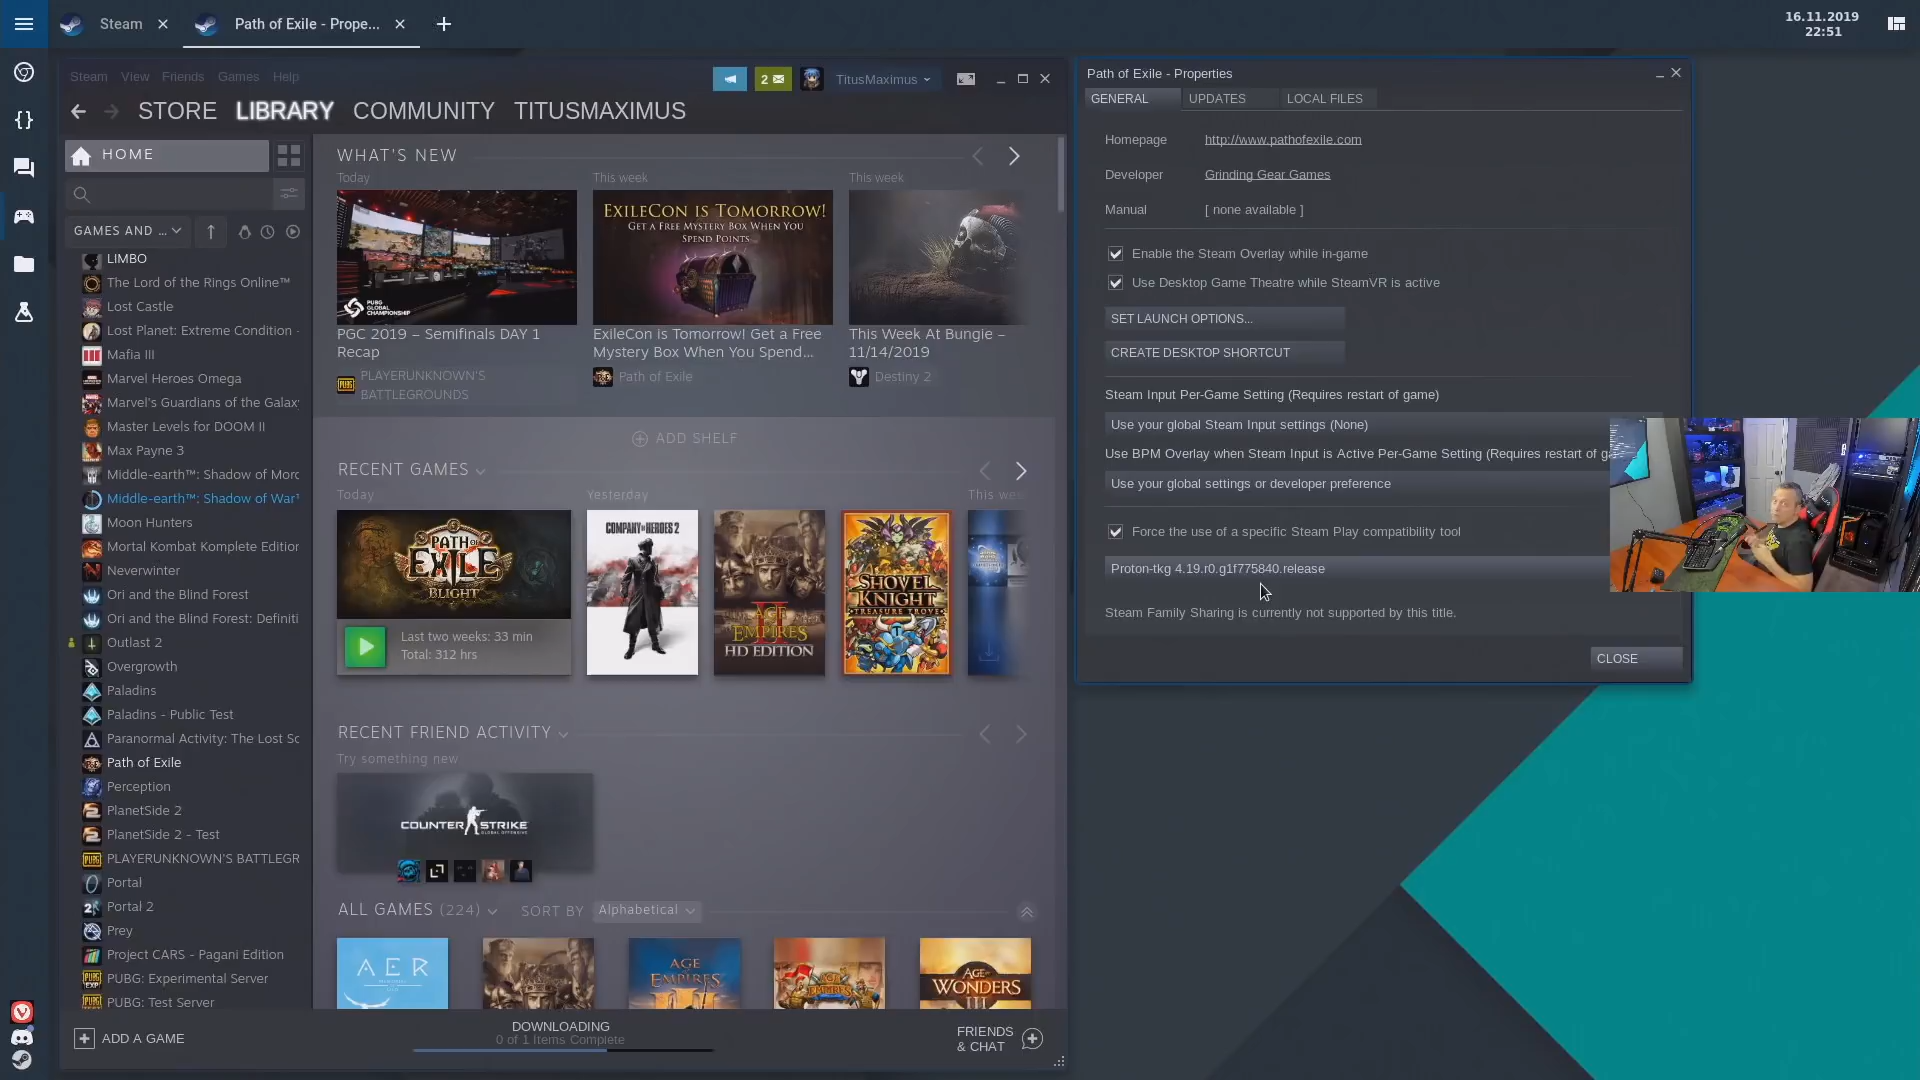 Steam
Path of Exile - Prope...
16.11.2019
22:51
Steam View Friends Games Help
2
TitusMaximus
STORE LIBRARY COMMUNITY TITUSMAXIMUS
HOME
GAMES AND ...
LIMBO
The Lord of the Rings Online™
Lost Castle
Lost Planet: Extreme Condition -
Mafia III
Marvel Heroes Omega
Marvel's Guardians of the Galax
Master Levels for DOOM II
Max Payne 3
Middle-earth™: Shadow of Morc
Middle-earth™: Shadow of War™
Moon Hunters
Mortal Kombat Komplete Edition
Neverwinter
Ori and the Blind Forest
Ori and the Blind Forest: Definiti
Outlast 2
Overgrowth
Paladins
Paladins - Public Test
Paranormal Activity: The Lost So
Path of Exile
Perception
PlanetSide 2
PlanetSide 2 - Test
PLAYERUNKNOWN'S BATTLEGR
Portal
Portal 2
Prey
Project CARS - Pagani Edition
PUBG: Experimental Server
PUBG: Test Server
ADD A GAME
WHAT'S NEW
Today
PUBG
GLOBAL
CHAMPIONSHIP
PGC 2019 – Semifinals DAY 1
Recap
PLAYERUNKNOWN'S
BATTLEGROUNDS
This week
EXILECON IS TOMORROW!
GET A FREE MYSTERY BOX WHEN YOU
SPEND POINTS
ExileCon is Tomorrow! Get a Free
Mystery Box When You Spend...
Path of Exile
This week
This Week At Bungie –
11/14/2019
Destiny 2
ADD SHELF
RECENT GAMES
Today
PATH OF
EXILE
BLIGHT
Last two weeks: 33 min
Total: 312 hrs
Yesterday
COMPANY OF HEROES 2
AGE OF
EMPIRES
II
HD EDITION
SHOVEL
KNIGHT
TREASURE TROVE
This wee
RECENT FRIEND ACTIVITY
Try something new
COUNTER STRIKE
GLOBAL OFFENSIVE
ALL GAMES (224) SORT BY Alphabetical
AER
AGE OF
EMPIRES
AGE OF
WONDERS
III
DOWNLOADING
0 of 1 Items Complete
FRIENDS
& CHAT
Path of Exile - Properties
GENERAL UPDATES LOCAL FILES
Homepage http://www.pathofexile.com
Developer Grinding Gear Games
Manual [ none available ]
Enable the Steam Overlay while in-game
Use Desktop Game Theatre while SteamVR is active
SET LAUNCH OPTIONS...
CREATE DESKTOP SHORTCUT
Steam Input Per-Game Setting (Requires restart of game)
Use your global Steam Input settings (None)
Use BPM Overlay when Steam Input is Active Per-Game Setting (Requires restart of ga
Use your global settings or developer preference
Force the use of a specific Steam Play compatibility tool
Proton-tkg 4.19.r0.g1f775840.release
Steam Family Sharing is currently not supported by this title.
CLOSE